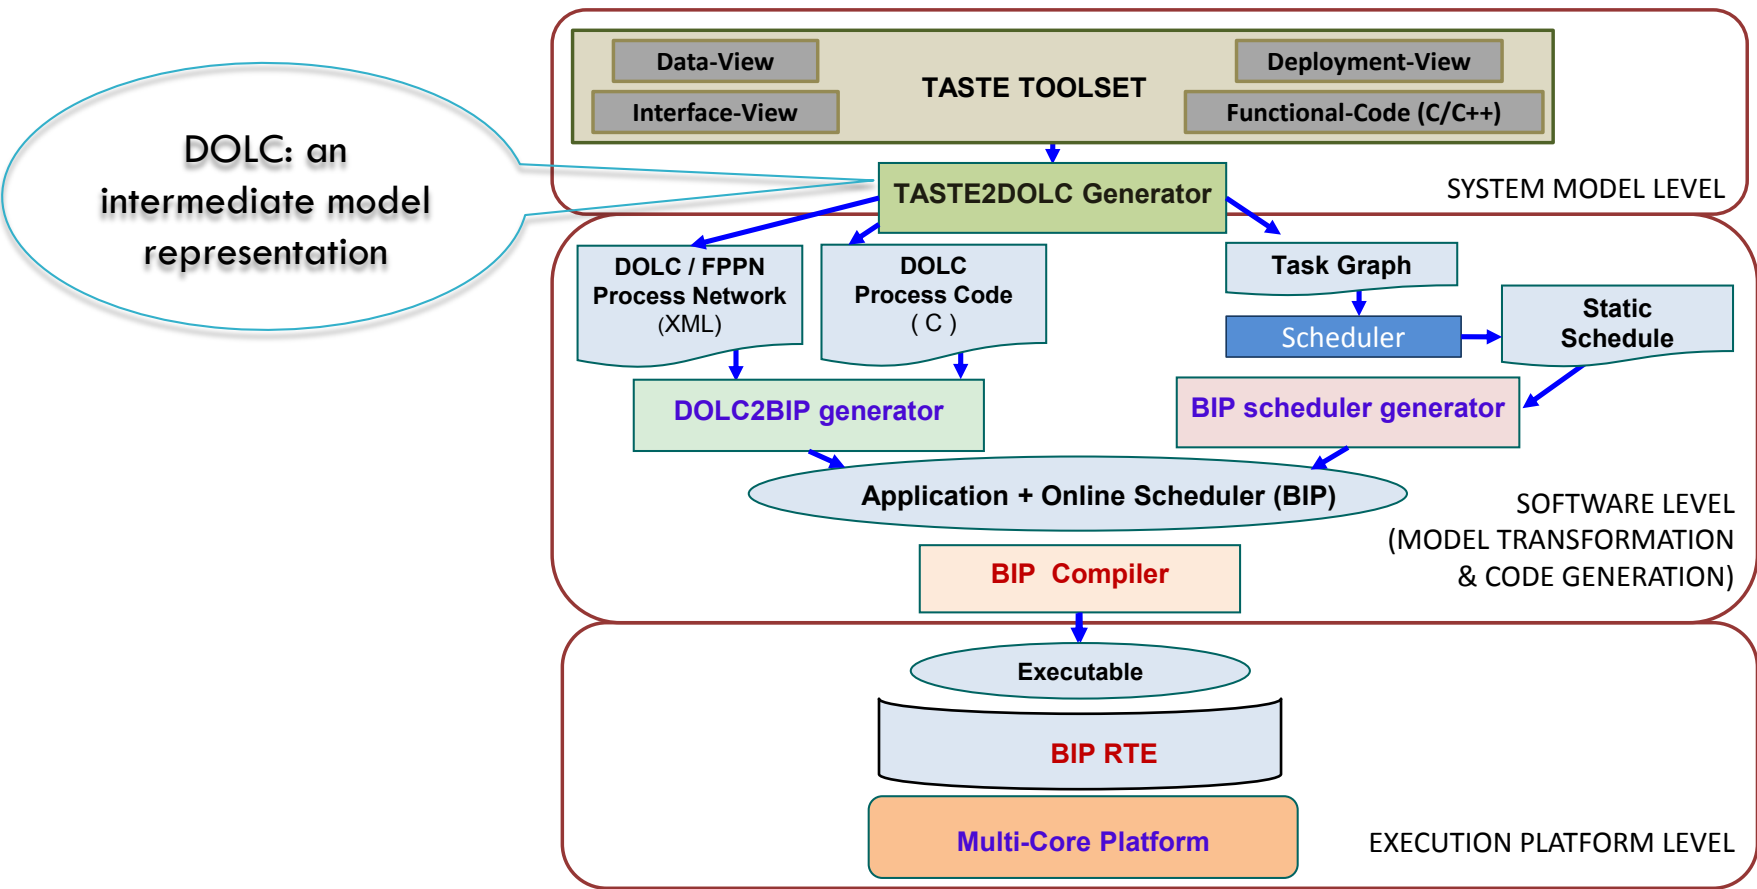 Data-View
Deployment-View
TASTE TOOLSET
Interface-View
Functional-Code (C/C++)
DOLC: an
intermediate model
representation
TASTE2DOLC Generator
SYSTEM MODEL LEVEL
DOLC / FPPN
Process Network
(XML)
DOLC
Process Code
( C )
Task Graph
Scheduler
Static
Schedule
DOLC2BIP generator
BIP scheduler generator
Application + Online Scheduler (BIP)
SOFTWARE LEVEL
(MODEL TRANSFORMATION
& CODE GENERATION)
BIP Compiler
Executable
BIP RTE
Multi-Core Platform
EXECUTION PLATFORM LEVEL